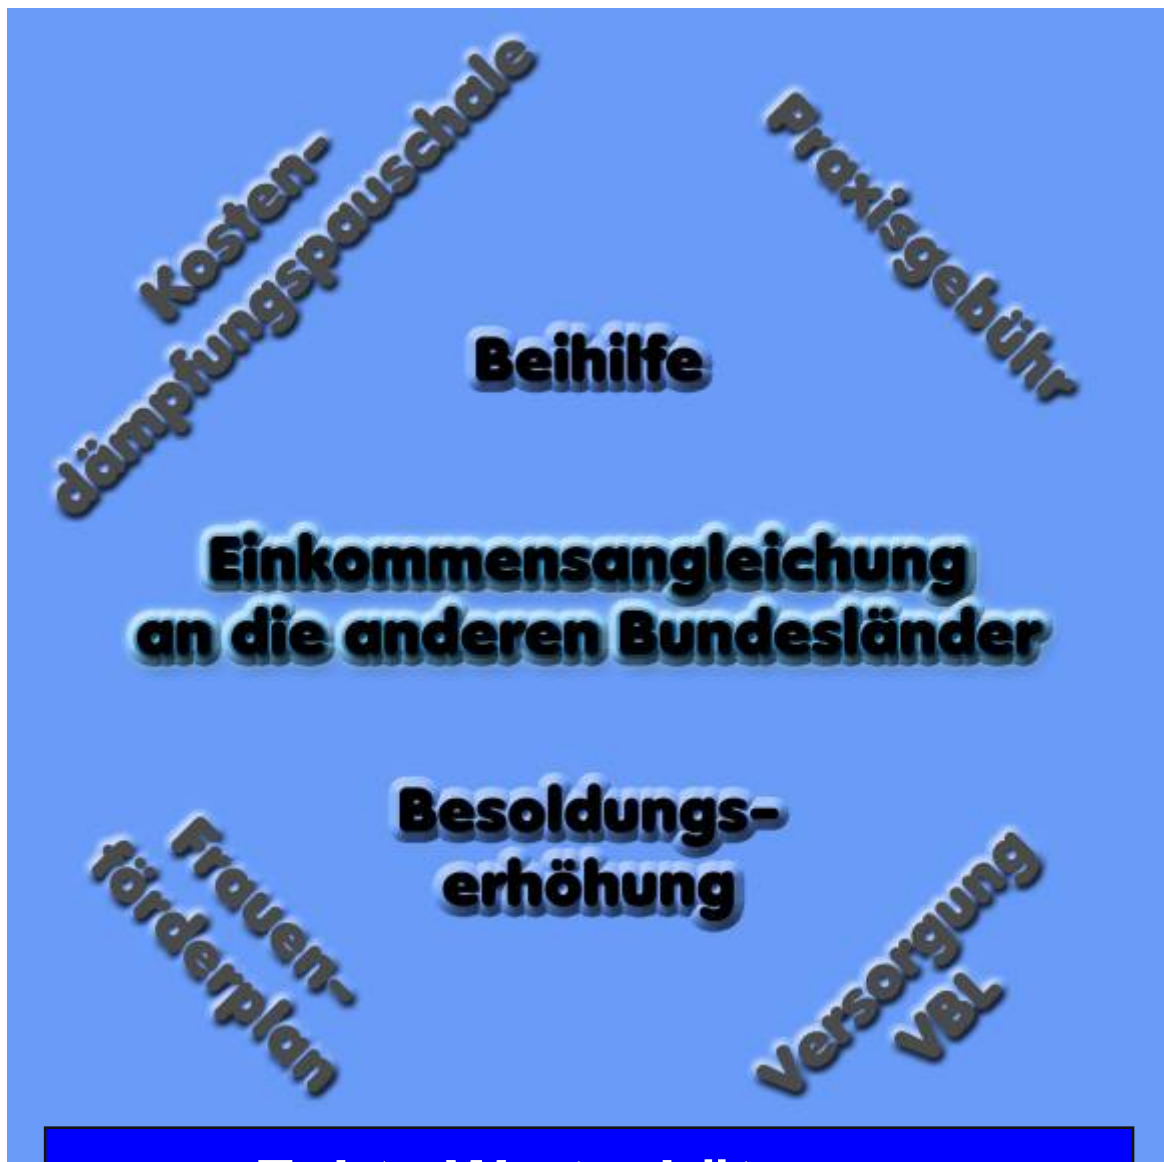 Kosten-
dämpfungspauschale
Praxisgebühr
Beihilfe
Einkommensangleichung
an die anderen Bundesländer
Besoldungs-
erhöhung
Frauen-
förderplan
Versorgung
VBL